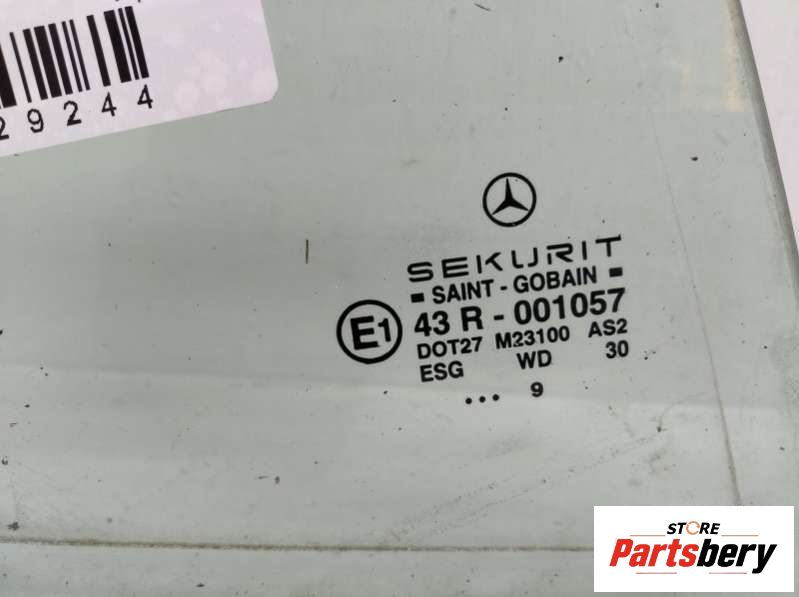 29244
SEKURIT
SAINT - GOBAIN
E1
43 R - 001057
DOT27 M23100 AS2
ESG WD 30
... 9
STORE
Partsbery